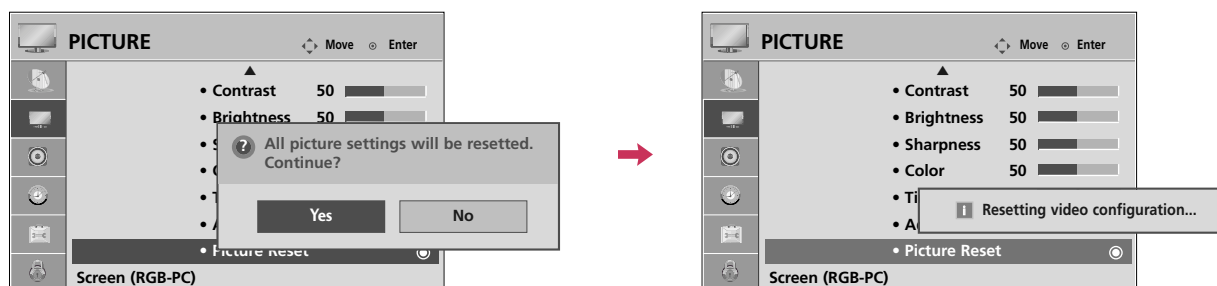 PICTURE
Move Enter
• Contrast 50
• Brightness 50
• S
All picture settings will be resetted.
Continue?
• T
• A
Yes
No
• Picture Reset
Screen (RGB-PC)
PICTURE
Move Enter
• Contrast 50
• Brightness 50
• Sharpness 50
• Color 50
• Ti
Resetting video configuration...
• A
• Picture Reset
Screen (RGB-PC)